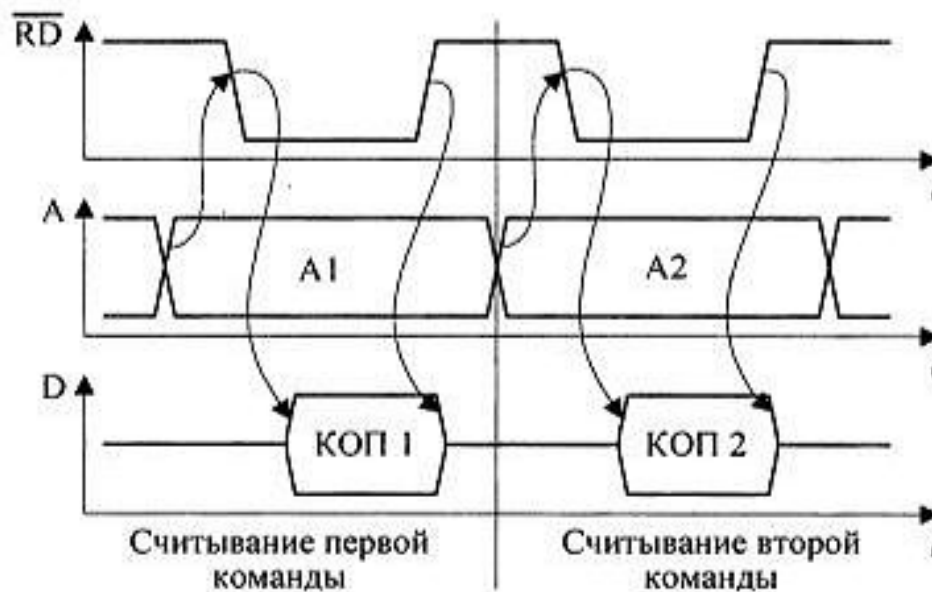 RD
A
A1
A2
D
КОП 1
КОП 2
Считывание первой
команды
Считывание второй
команды